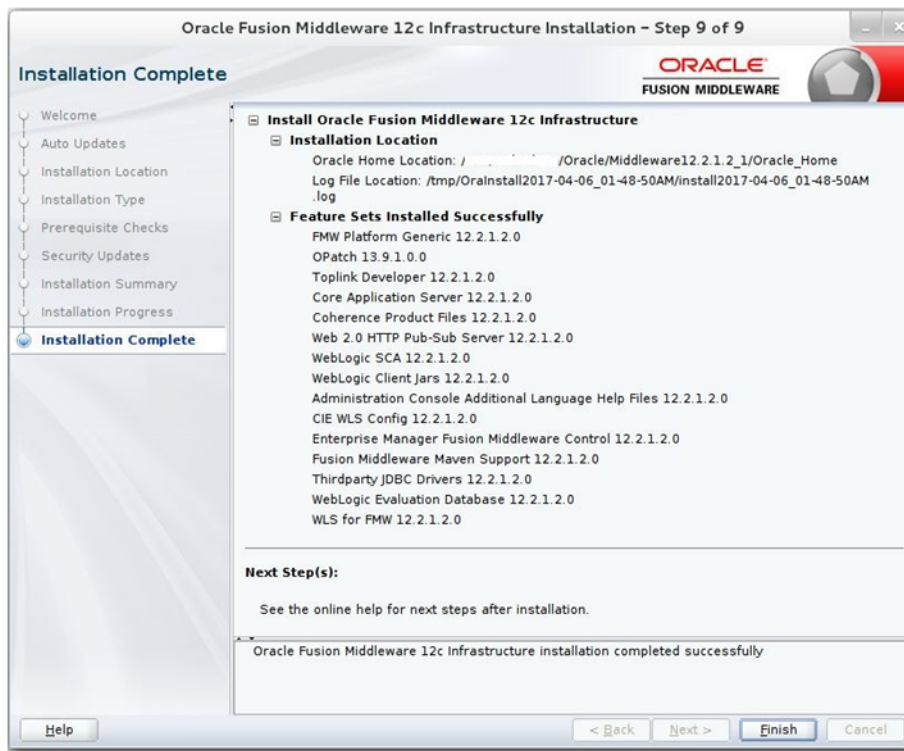 Oracle Fusion Middleware 12c Infrastructure Installation - Step 9 of 9
Installation Complete
ORACLE
FUSION MIDDLEWARE
Welcome
Auto Updates
Installation Location
Installation Type
Prerequisite Checks
Security Updates
Installation Summary
Installation Progress
Installation Complete
Install Oracle Fusion Middleware 12c Infrastructure
Installation Location
Oracle Home Location: / /Oracle/Middleware12.2.1.2_1/Oracle_Home
Log File Location: /tmp/OraInstall2017-04-06_01-48-50AM/install2017-04-06_01-48-50AM
.log
Feature Sets Installed Successfully
FMW Platform Generic 12.2.1.2.0
OPatch 13.9.1.0.0
Toplink Developer 12.2.1.2.0
Core Application Server 12.2.1.2.0
Coherence Product Files 12.2.1.2.0
Web 2.0 HTTP Pub-Sub Server 12.2.1.2.0
WebLogic SCA 12.2.1.2.0
WebLogic Client Jars 12.2.1.2.0
Administration Console Additional Language Help Files 12.2.1.2.0
CIE WLS Config 12.2.1.2.0
Enterprise Manager Fusion Middleware Control 12.2.1.2.0
Fusion Middleware Maven Support 12.2.1.2.0
Thirdparty JDBC Drivers 12.2.1.2.0
WebLogic Evaluation Database 12.2.1.2.0
WLS for FMW 12.2.1.2.0
Next Step(s):
See the online help for next steps after installation.
Oracle Fusion Middleware 12c Infrastructure installation completed successfully
Help
< Back
Next >
Finish
Cancel